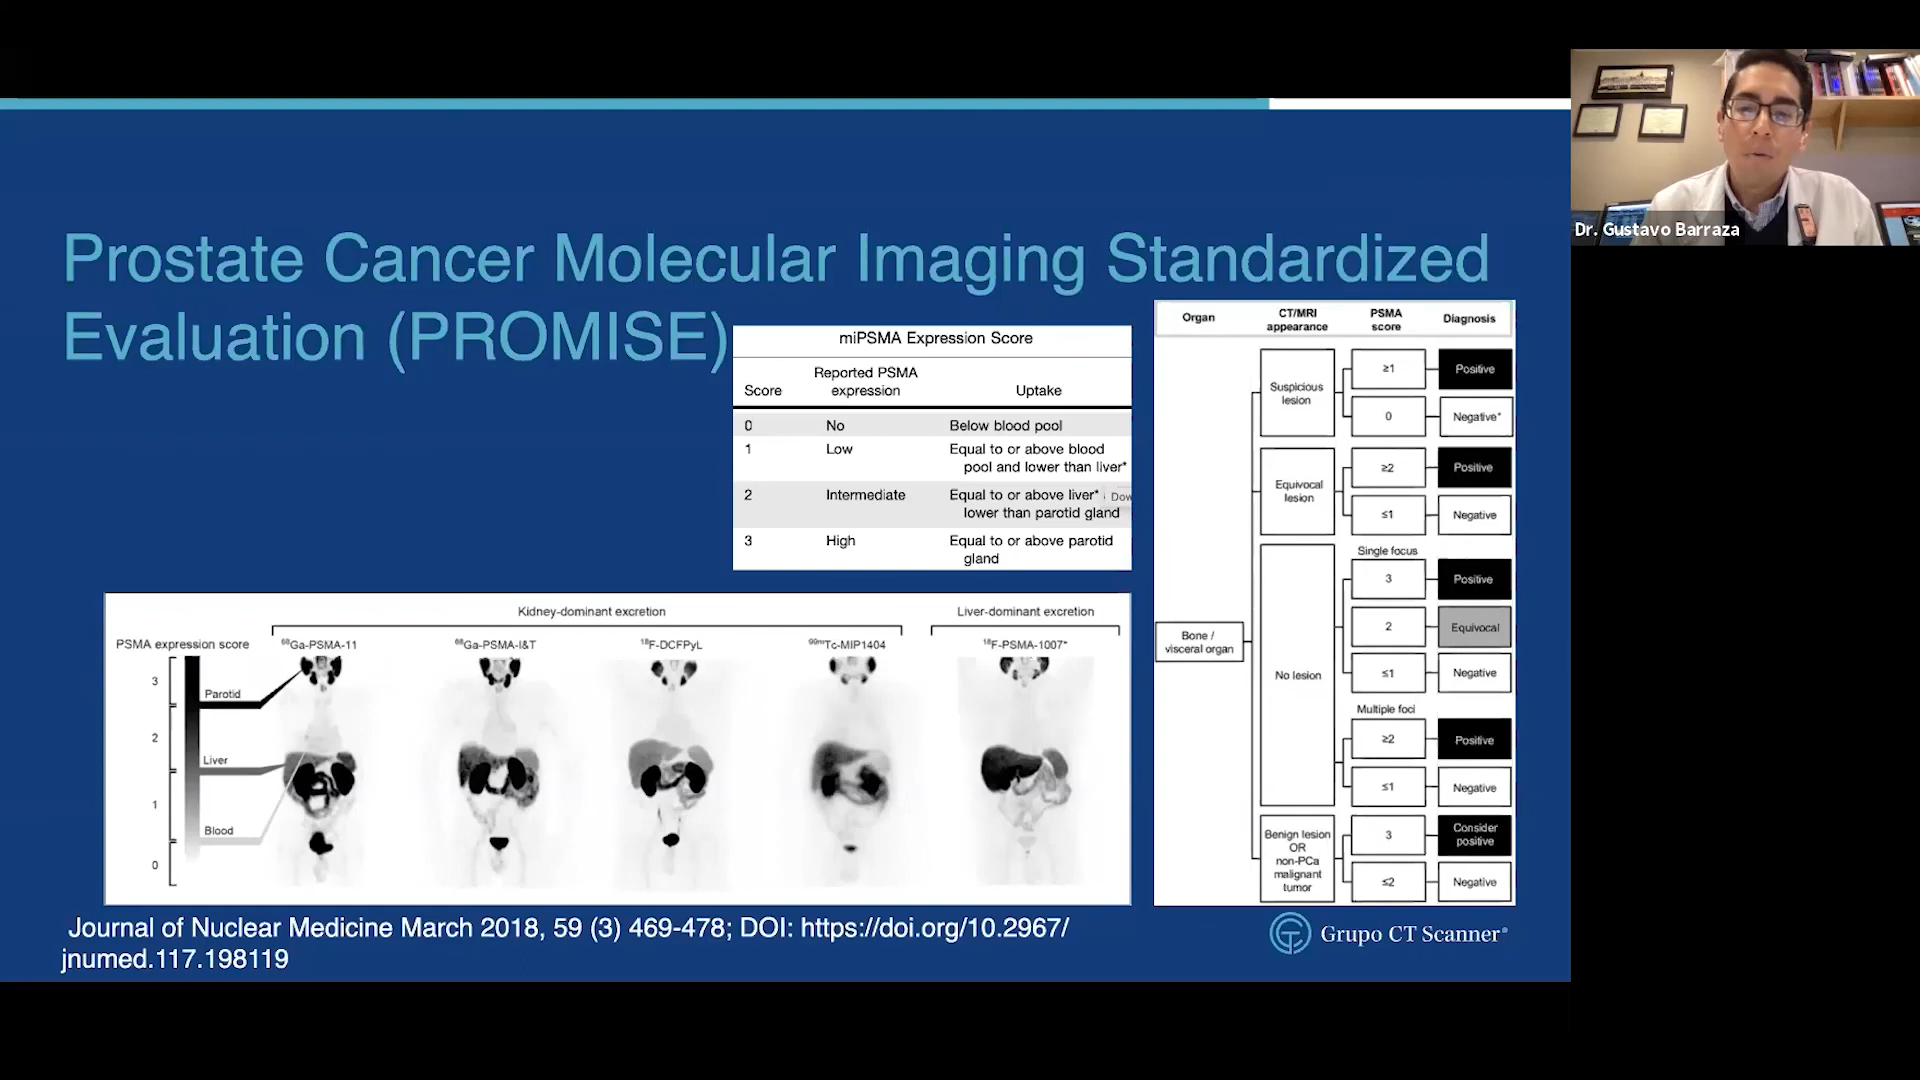 Dr. Gustavo Barraza
Prostate Cancer Molecular Imaging Standardized
Evaluation (PROMISE)
miPSMA Expression Score
Score
Reported PSMA
expression
Uptake
0 No Below blood pool
1 Low Equal to or above blood
pool and lower than liver*
2 Intermediate Equal to or above liver*
Dow
lower than parotid gland
3 High Equal to or above parotid
gland
Organ
CT/MRI
appearance
PSMA
score
Diagnosis
Suspicious
lesion
≥1 Positive
0 Negative*
Equivocal
lesion
≥2 Positive
≤1 Negative
Bone /
visceral organ
No lesion
Single focus
3 Positive
2 Equivocal
≤1 Negative
Multiple foci
≥2 Positive
≤1 Negative
Benign lesion
OR
non-PCa
malignant
tumor
3 Consider
positive
≤2 Negative
Kidney-dominant excretion
Liver-dominant excretion
PSMA expression score
68Ga-PSMA-11
68Ga-PSMA-I&T
18F-DCFPyL
99mTc-MIP1404
18F-PSMA-1007*
3
Parotid
2
Liver
1
Blood
0
Journal of Nuclear Medicine March 2018, 59 (3) 469-478; DOI: https://doi.org/10.2967/
jnumed.117.198119
Grupo CT Scanner